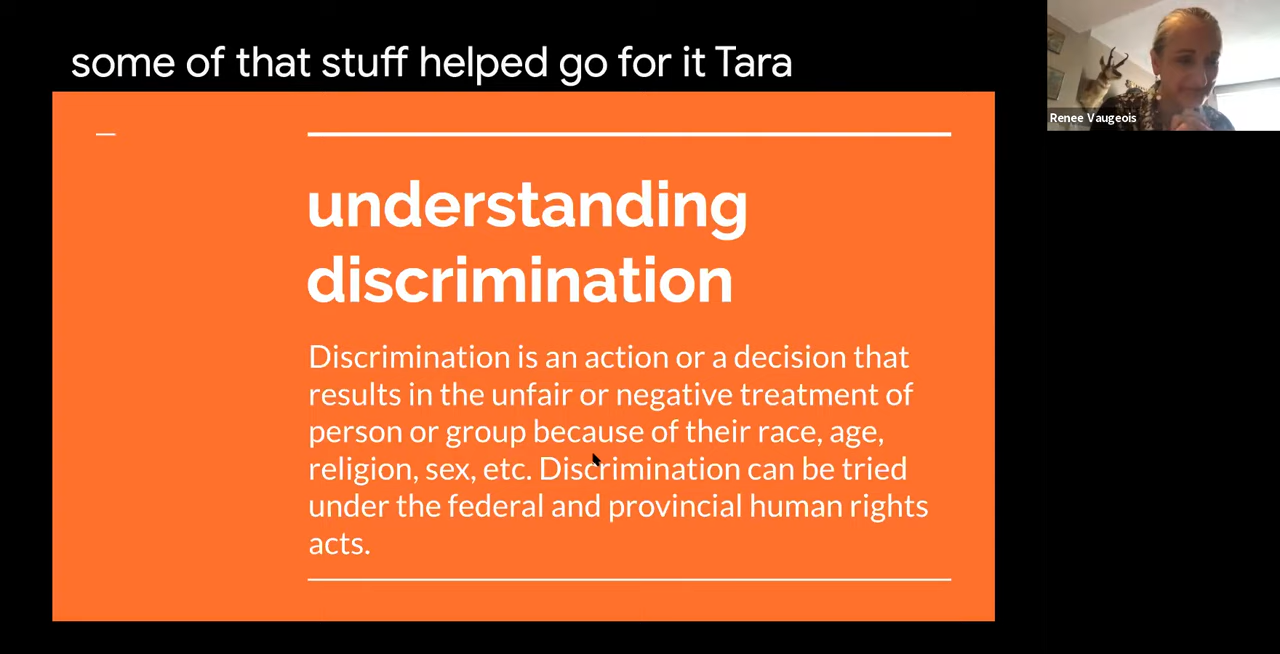 some of that stuff helped go for it Tara
Renee Vaugeois
understanding
discrimination
Discrimination is an action or a decision that
results in the unfair or negative treatment of
person or group because of their race, age,
religion, sex, etc. Discrimination can be tried
under the federal and provincial human rights
acts.